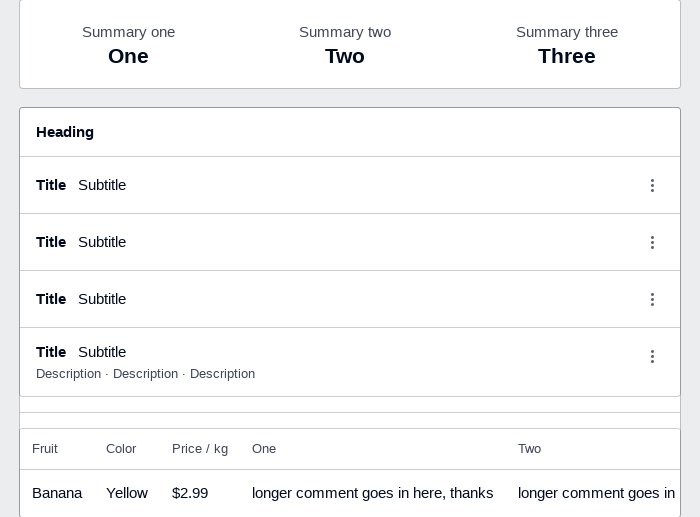 Summary one Summary two Summary three
One Two Three
Heading
Title Subtitle
Title Subtitle
Title Subtitle
Title Subtitle
Description · Description · Description
Fruit Color Price / kg One Two
Banana Yellow $2.99 longer comment goes in here, thanks longer comment goes in